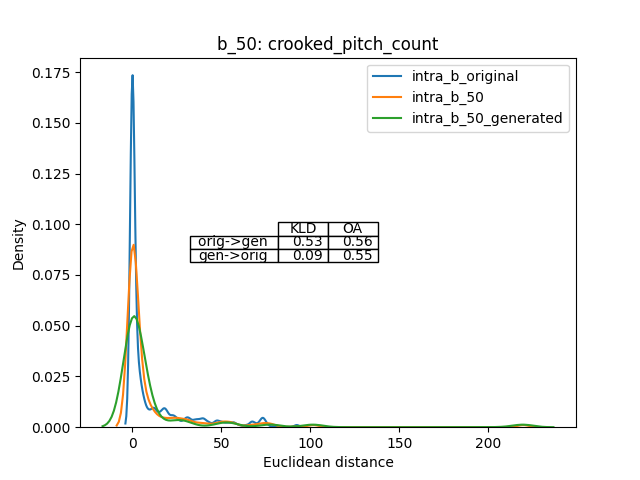 b_50: crooked_pitch_count
0.175
0.150
0.125
0.100
0.075
0.050
0.025
0.000
Density
intra_b_original
intra_b_50
intra_b_50_generated
KLD OA
orig->gen 0.53 0.56
gen->orig 0.09 0.55
0 50 100 150 200
Euclidean distance